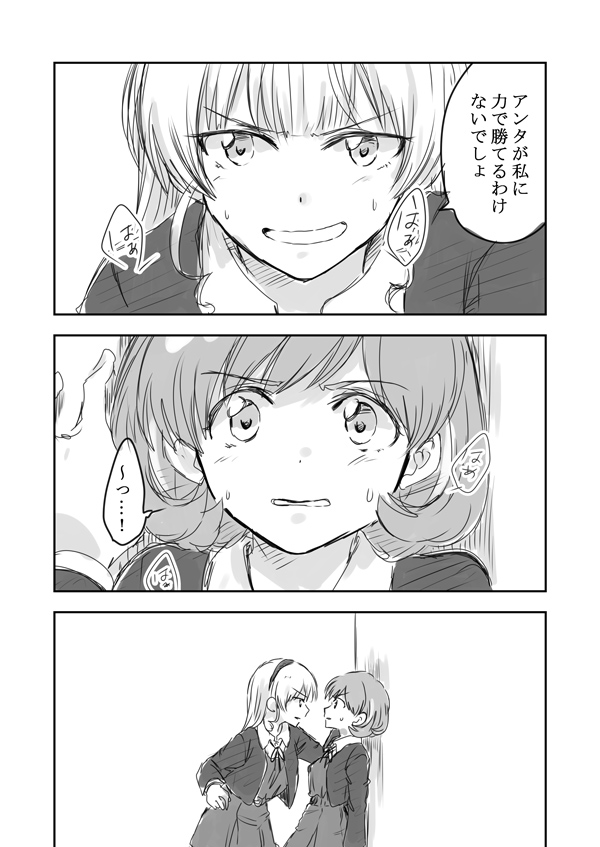 アンタが私に
力で勝てるわけ
ないでしょ
はぁ
はぁ
はぁ
～っ…！
はぁ